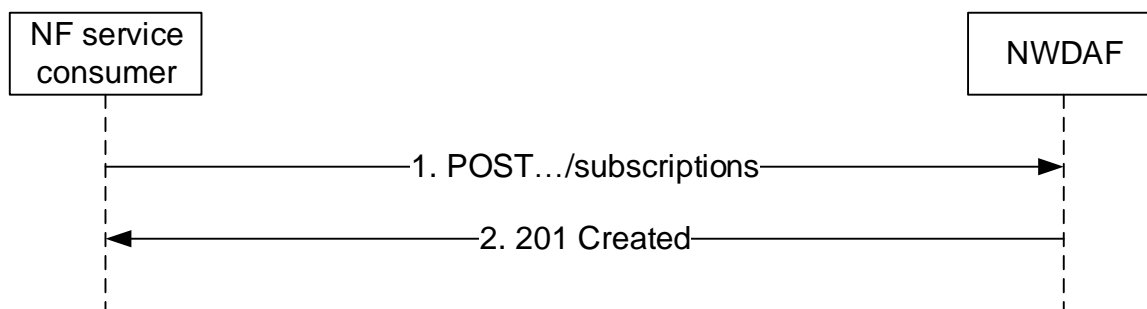 NF service
consumer
NWDAF
1. POST…/subscriptions
2. 201 Created